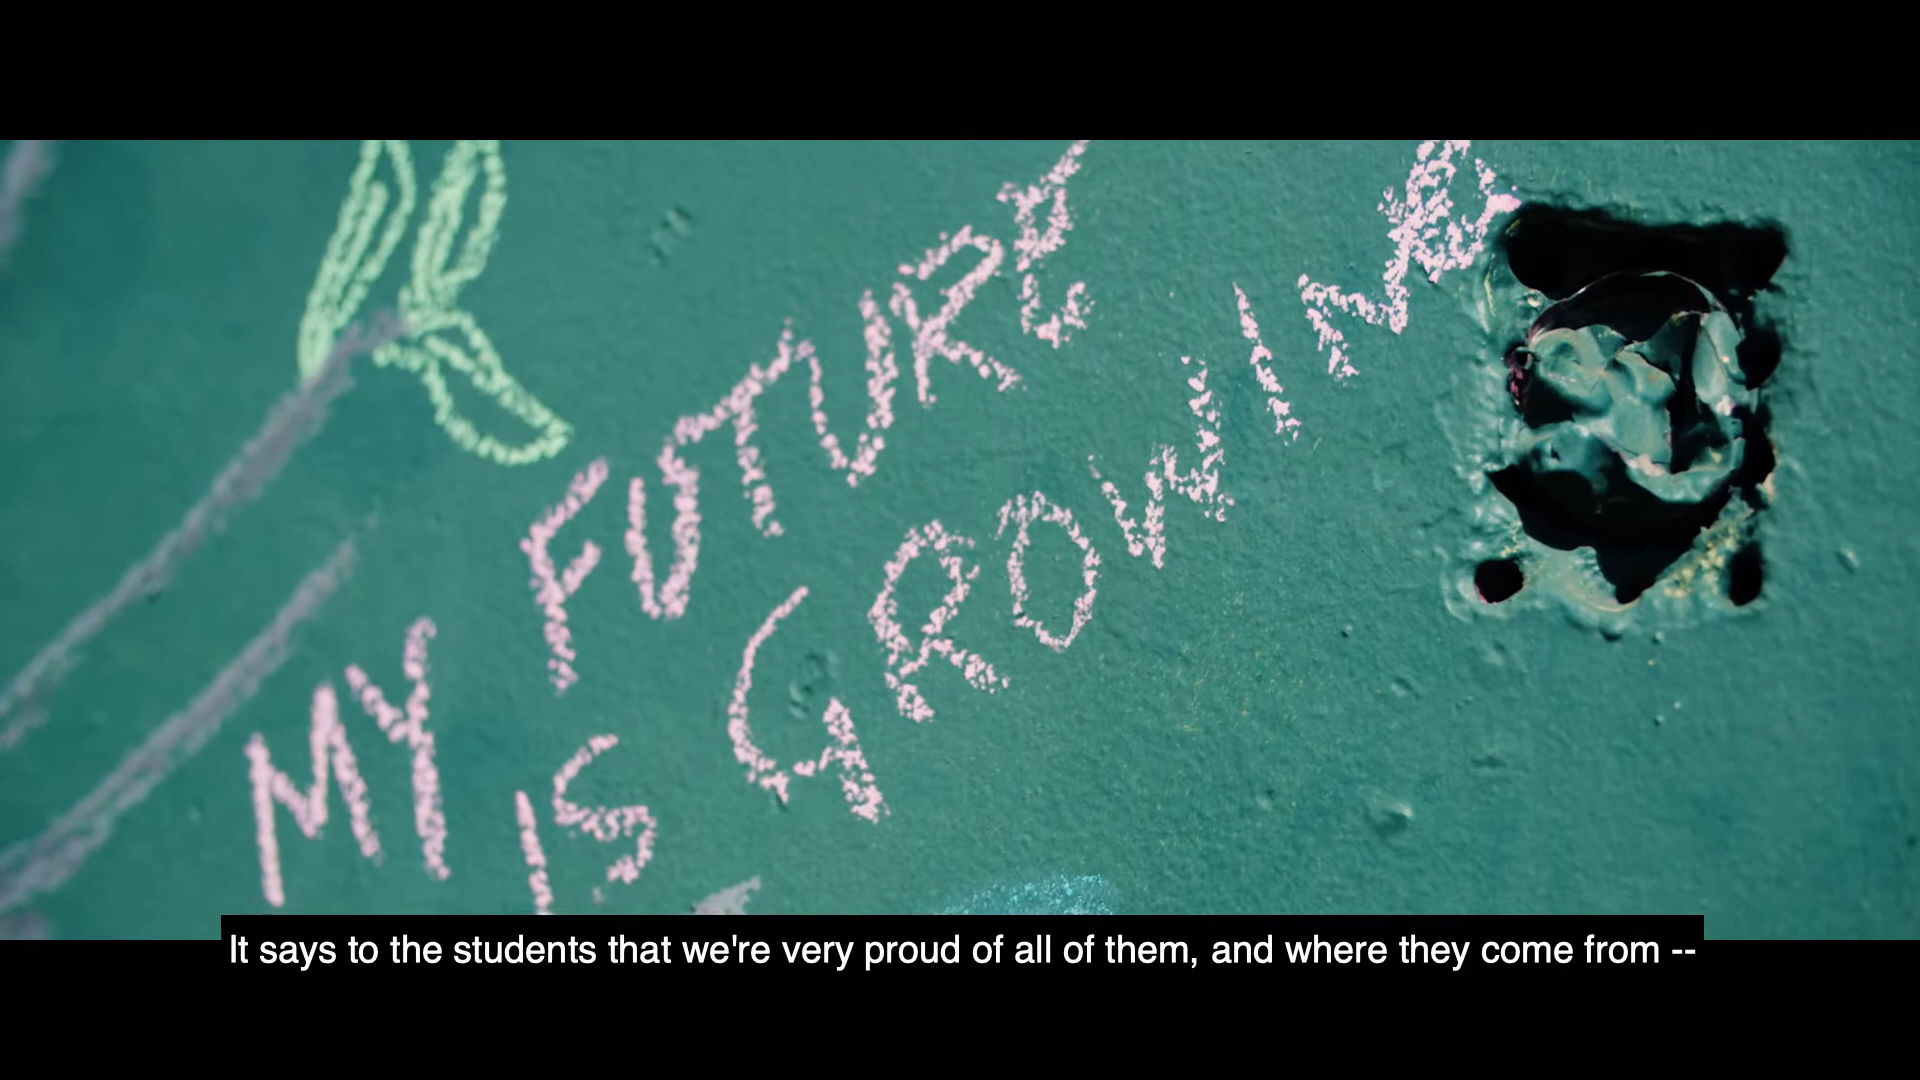 MY FUTURE
IS GROWING
It says to the students that we're very proud of all of them, and where they come from --